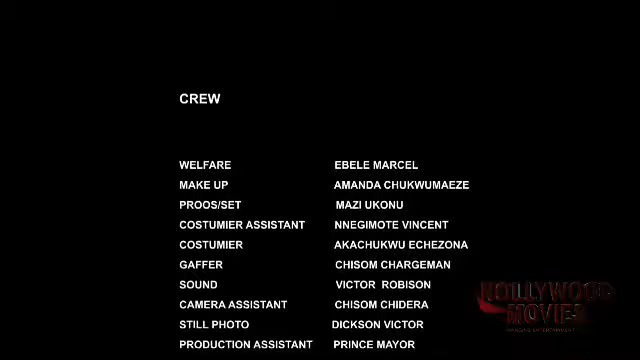 CREW
WELFARE EBELE MARCEL
MAKE UP AMANDA CHUKWUMAEZE
PROOS/SET MAZI UKONU
COSTUMIER ASSISTANT NNEGIMOTE VINCENT
COSTUMIER AKACHUKWU ECHEZONA
GAFFER CHISOM CHARGEMAN
SOUND VICTOR ROBISON
CAMERA ASSISTANT CHISOM CHIDERA
STILL PHOTO DICKSON VICTOR
PRODUCTION ASSISTANT PRINCE MAYOR
MOVIES
ENTERTAINMENT